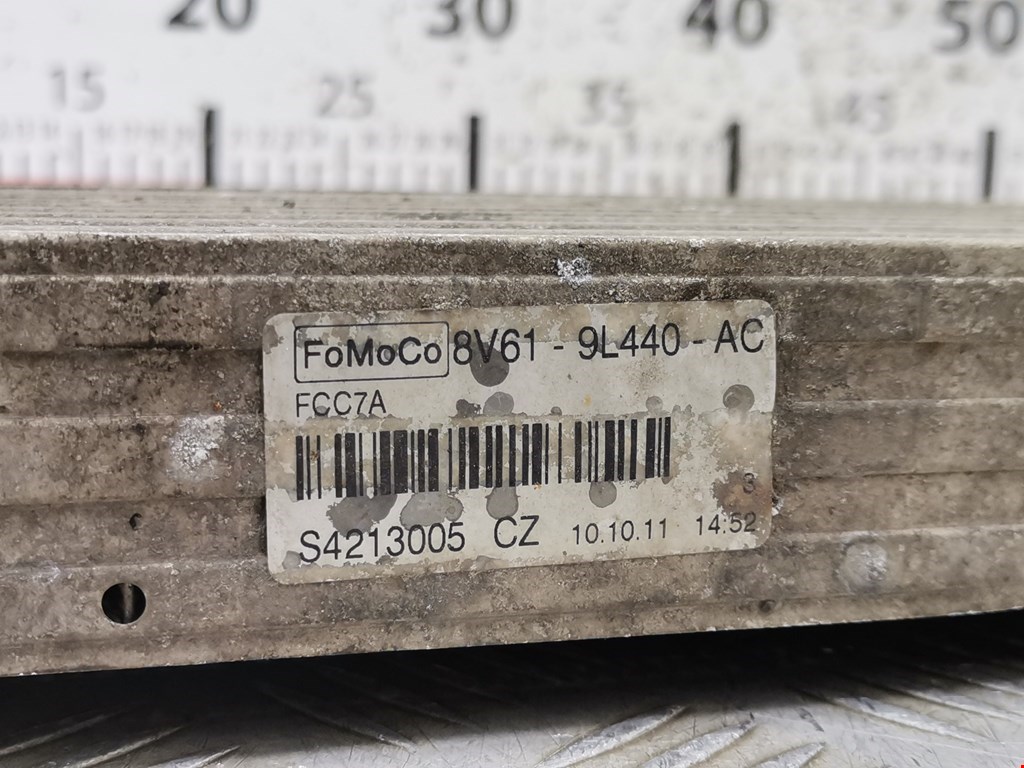 20 30 40 50
15 25 35 45
FoMoCo 8V61 - 9L440 - AC
FCC7A
3
S4213005 CZ 10.10.11 14:52